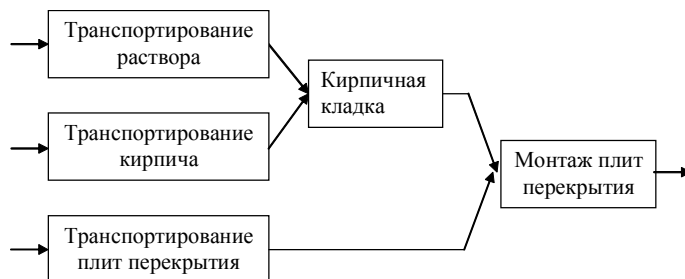 Транспортирование
раствора
Кирпичная
кладка
Транспортирование
кирпича
Монтаж плит
перекрытия
Транспортирование
плит перекрытия